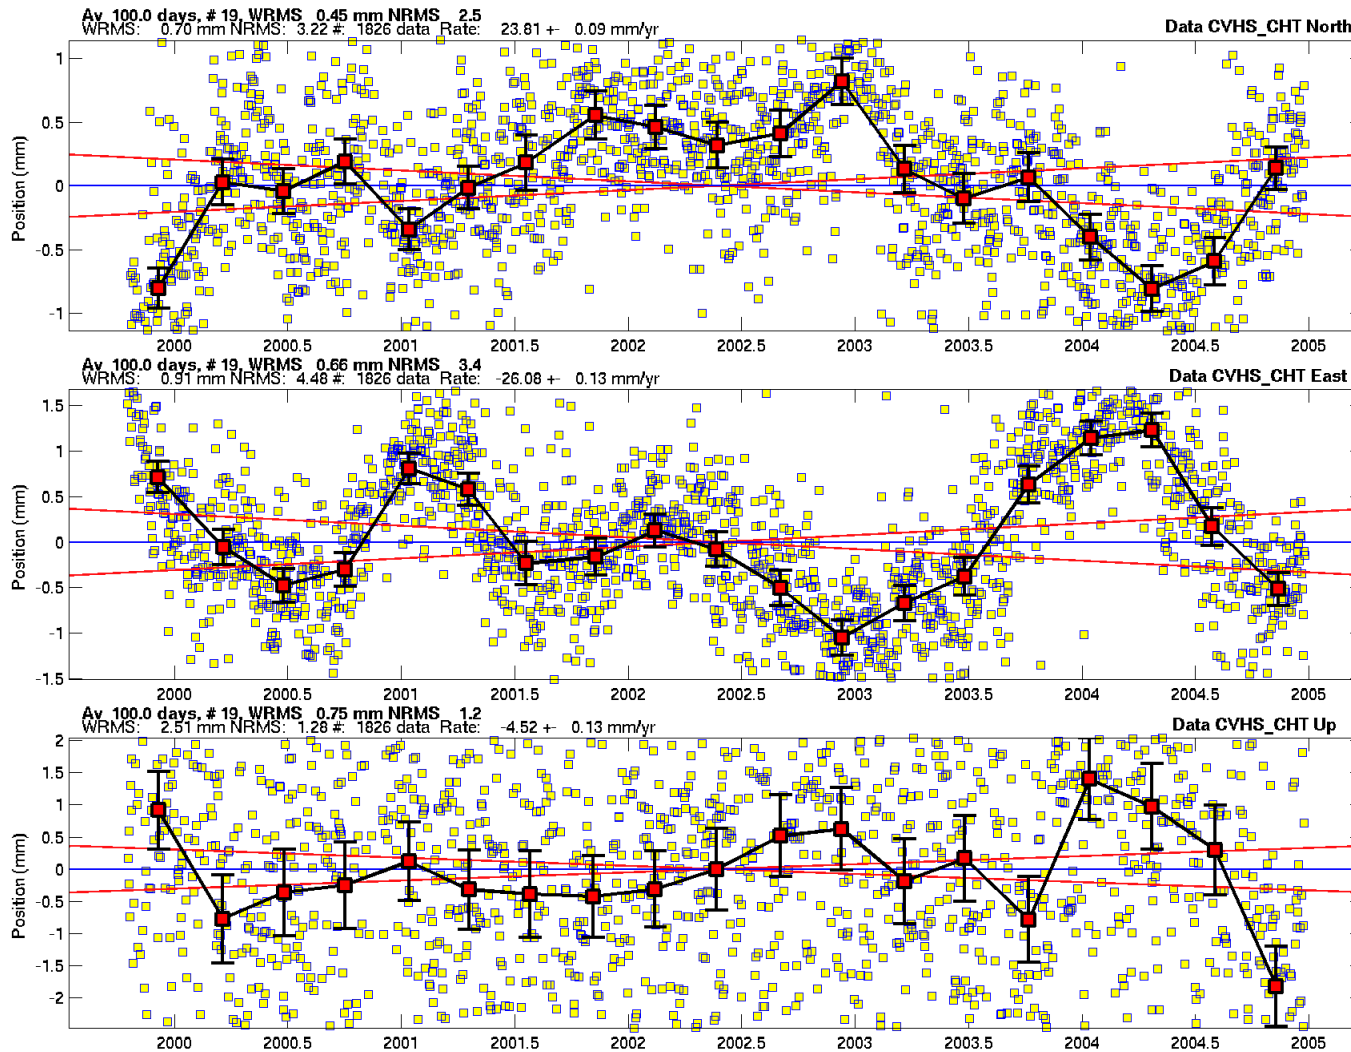 Av 100.0 days, # 19, WRMS 0.45 mm NRMS 2.5
WRMS: 0.70 mm NRMS: 3.22 #: 1826 data Rate: 23.81 +- 0.09 mm/yr
Data CVHS_CHT North
Position (mm)
1
0.5
0
-0.5
-1
2000 2000.5 2001 2001.5 2002 2002.5 2003 2003.5 2004 2004.5 2005
Av 100.0 days, # 19, WRMS 0.66 mm NRMS 3.4
WRMS: 0.91 mm NRMS: 4.48 #: 1826 data Rate: -26.08 +- 0.13 mm/yr
Data CVHS_CHT East
Position (mm)
1.5
1
0.5
0
-0.5
-1
-1.5
2000 2000.5 2001 2001.5 2002 2002.5 2003 2003.5 2004 2004.5 2005
Av 100.0 days, # 19, WRMS 0.75 mm NRMS 1.2
WRMS: 2.51 mm NRMS: 1.28 #: 1826 data Rate: -4.52 +- 0.13 mm/yr
Data CVHS_CHT Up
Position (mm)
2
1.5
1
0.5
0
-0.5
-1
-1.5
-2
2000 2000.5 2001 2001.5 2002 2002.5 2003 2003.5 2004 2004.5 2005